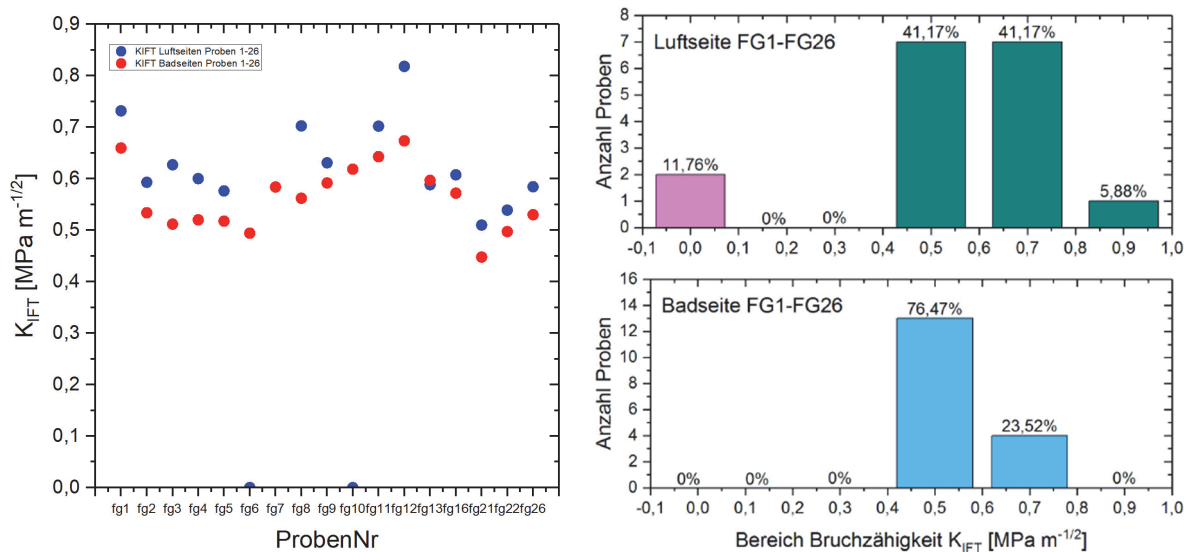 0,9
0,8
0,7
0,6
0,5
0,4
0,3
0,2
0,1
0,0
K_IFT [MPa m^-1/2]
KIFT Luftseiten Proben 1-26
KIFT Badseiten Proben 1-26
fg1 fg2 fg3 fg4 fg5 fg6 fg7 fg8 fg9 fg10 fg11 fg12 fg13 fg16 fg21 fg22 fg26
ProbenNr
8
7
6
5
4
3
2
1
0
Anzahl Proben
Luftseite FG1-FG26
11,76% 0% 0% 41,17% 41,17% 5,88%
-0,1 0,0 0,1 0,2 0,3 0,4 0,5 0,6 0,7 0,8 0,9 1,0
16
14
12
10
8
6
4
2
0
Anzahl Proben
Badseite FG1-FG26
0% 0% 0% 76,47% 23,52% 0%
-0,1 0,0 0,1 0,2 0,3 0,4 0,5 0,6 0,7 0,8 0,9 1,0
Bereich Bruchzähigkeit K_IFT [MPa m^-1/2]